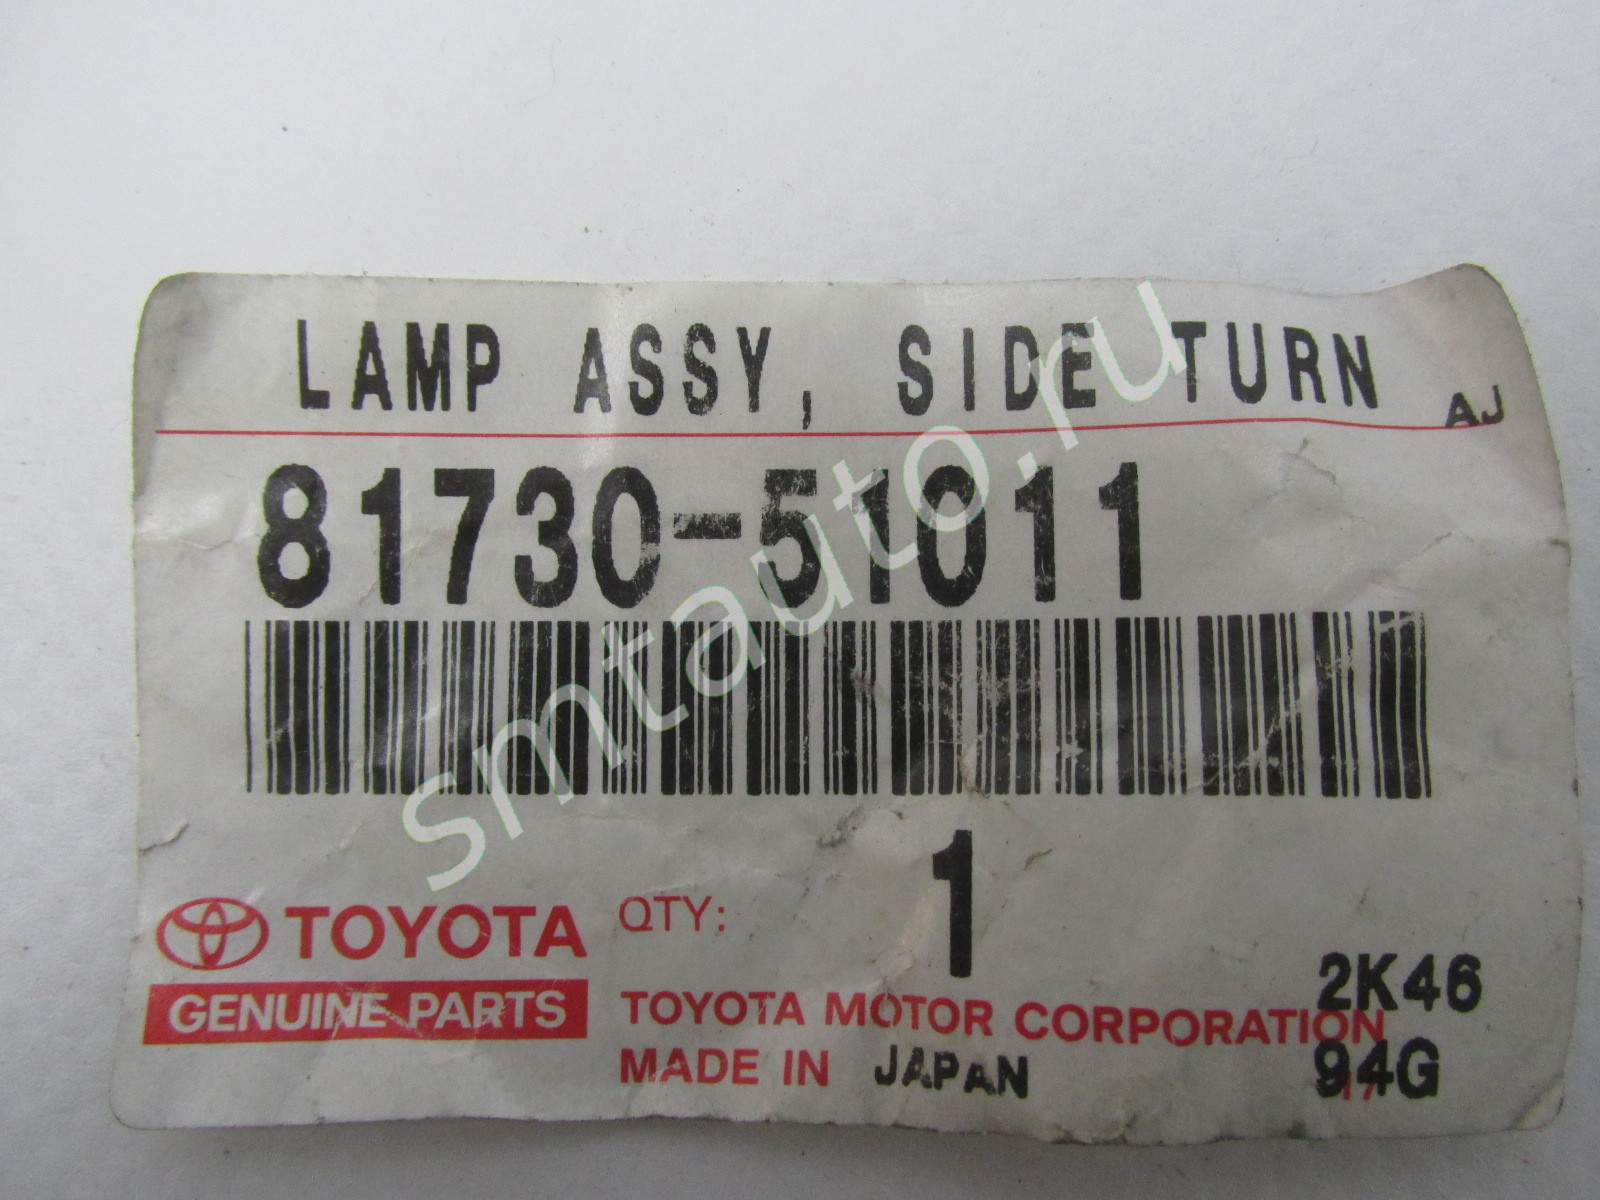 LAMP ASSY, SIDE TURN
AJ
81730-51011
smtauto.ru
1
TOYOTA QTY:
GENUINE PARTS
2K46
TOYOTA MOTOR CORPORATION
MADE IN JAPAN
94G
17